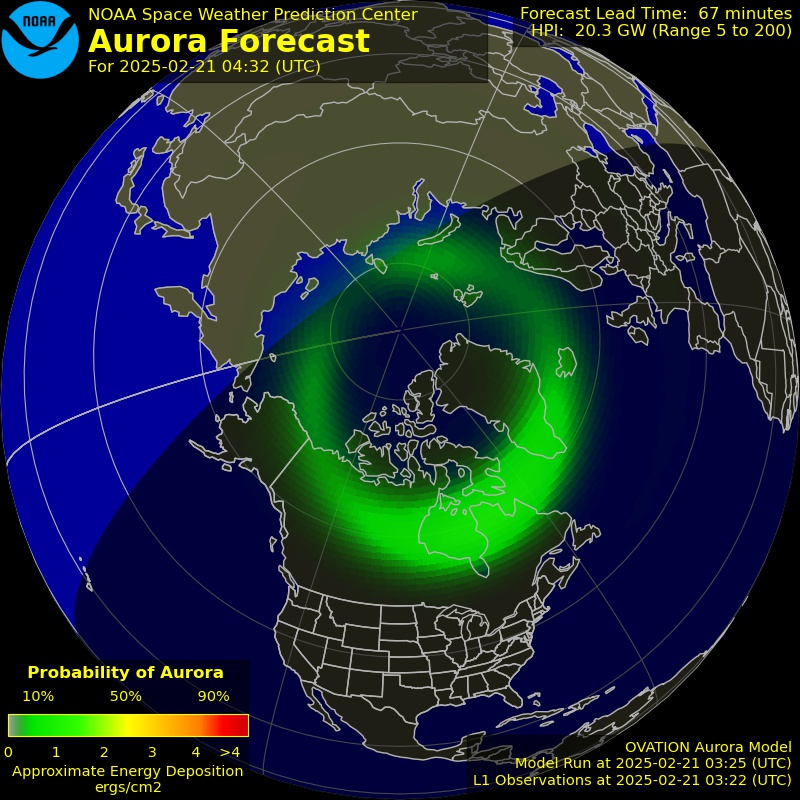 NOAA
NOAA Space Weather Prediction Center
Aurora Forecast
For 2025-02-21 04:32 (UTC)
Forecast Lead Time:  67 minutes
HPI:  20.3 GW (Range 5 to 200)
Probability of Aurora
10% 50% 90%
0 1 2 3 4 >4
Approximate Energy Deposition
ergs/cm2
OVATION Aurora Model
Model Run at 2025-02-21 03:25 (UTC)
L1 Observations at 2025-02-21 03:22 (UTC)